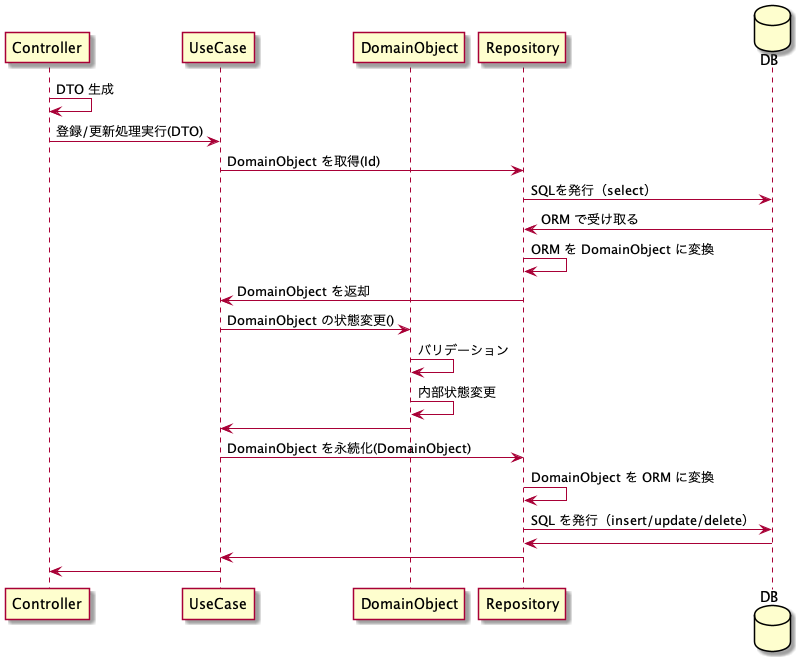 Controller
UseCase
DomainObject
Repository
DB
DTO 生成
登録/更新処理実行(DTO)
DomainObject を取得(Id)
SQLを発行（select）
ORM で受け取る
ORM を DomainObject に変換
DomainObject を返却
DomainObject の状態変更()
バリデーション
内部状態変更
DomainObject を永続化(DomainObject)
DomainObject を ORM に変換
SQL を発行（insert/update/delete）
Controller
UseCase
DomainObject
Repository
DB